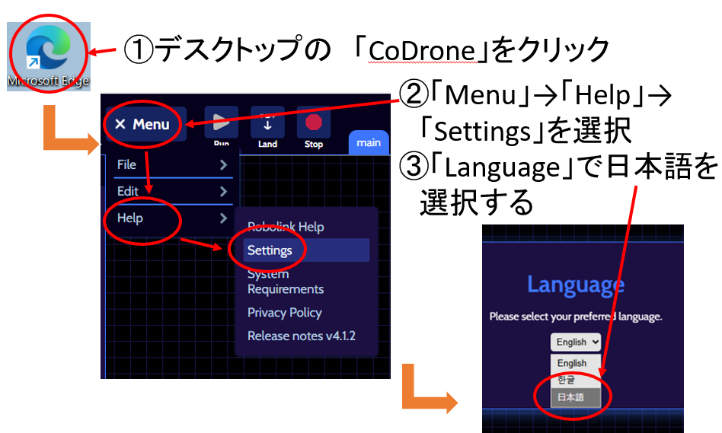 Microsoft Edge
①デスクトップの 「CoDrone」をクリック
②「Menu」→「Help」→
「Settings」を選択
③「Language」で日本語を
選択する
× Menu
Run
Land
Stop
main
File
Edit
Help
Robolink Help
Settings
System
Requirements
Privacy Policy
Release notes v4.1.2
Language
Please select your preferred language.
English
English
한글
日本語